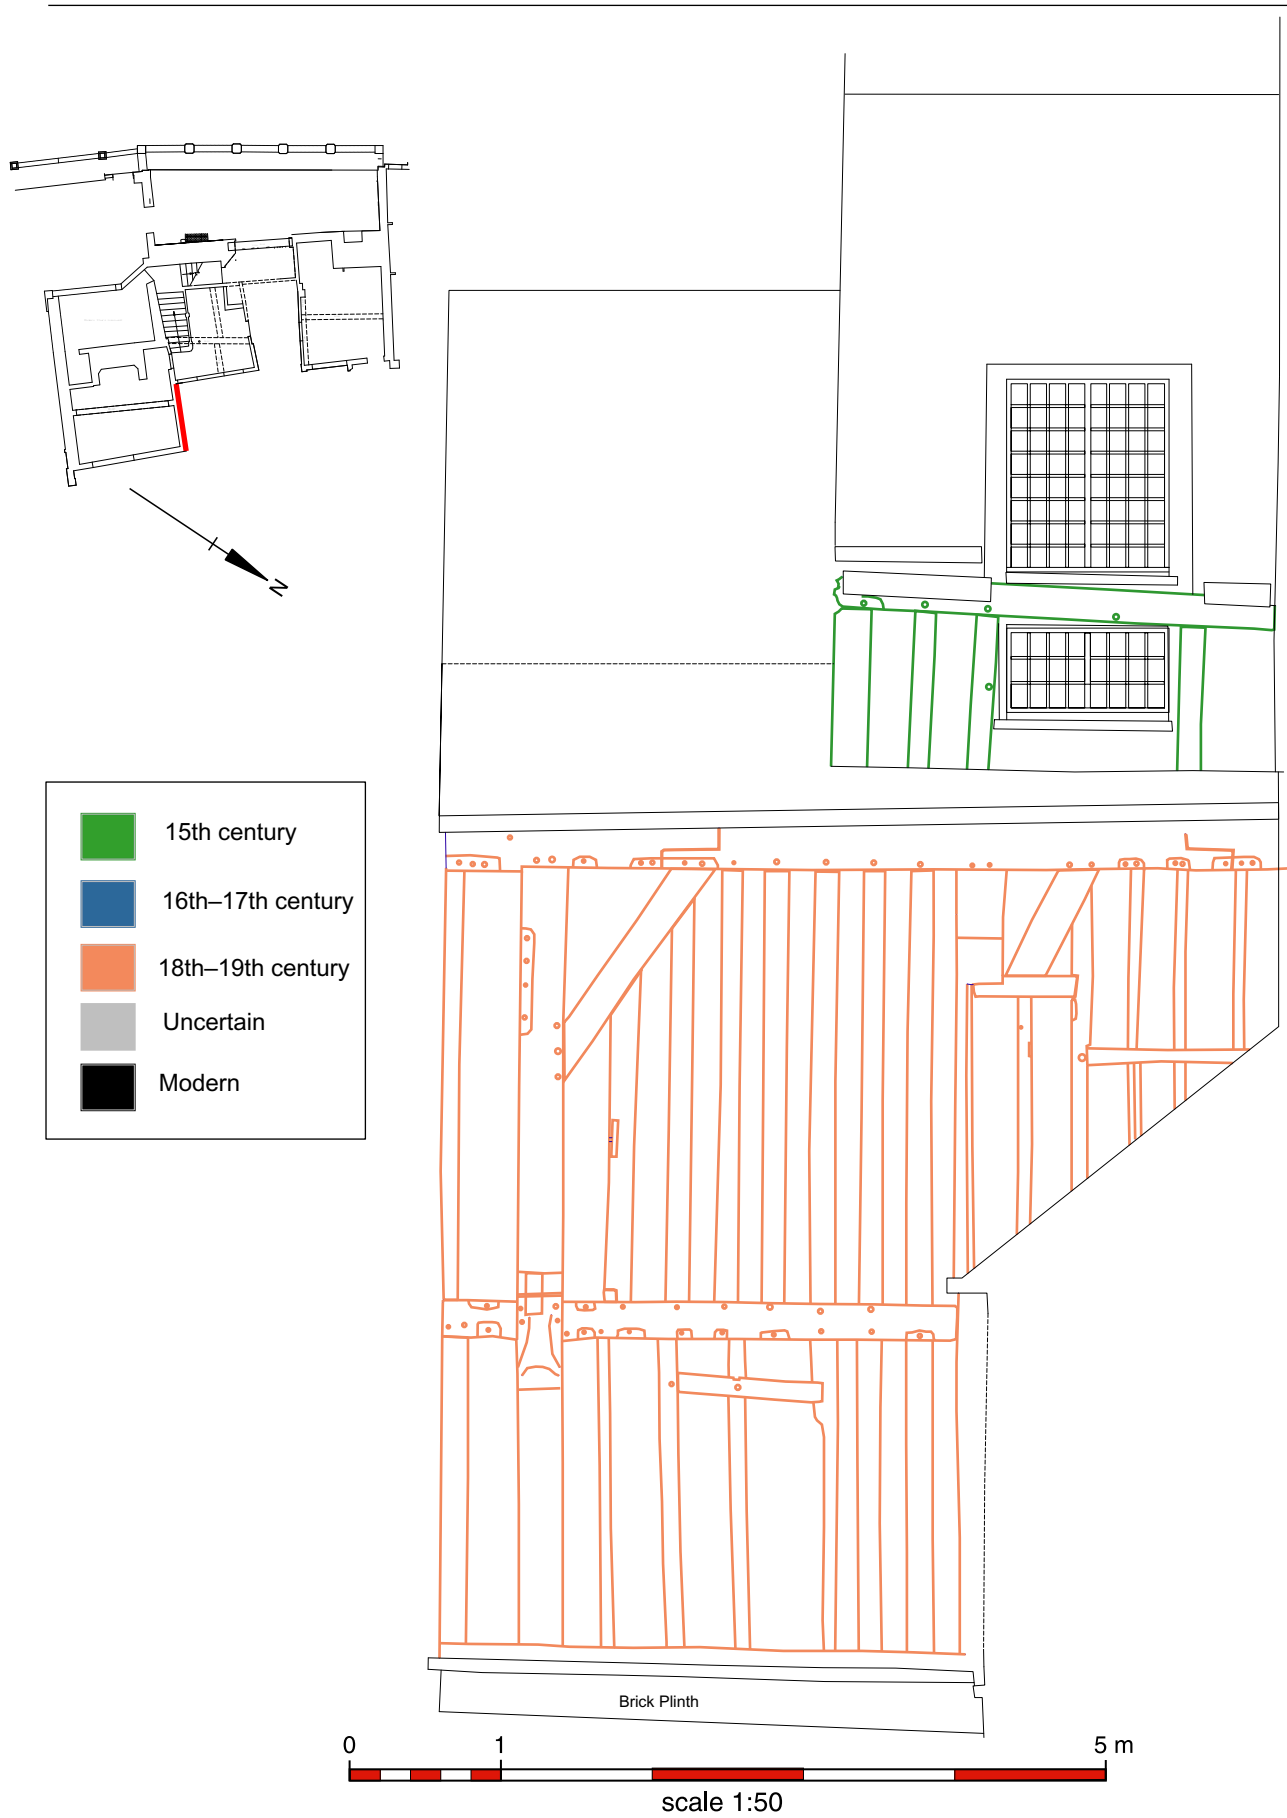 N
15th century
16th–17th century
18th–19th century
Uncertain
Modern
Brick Plinth
0 1 5 m
scale 1:50